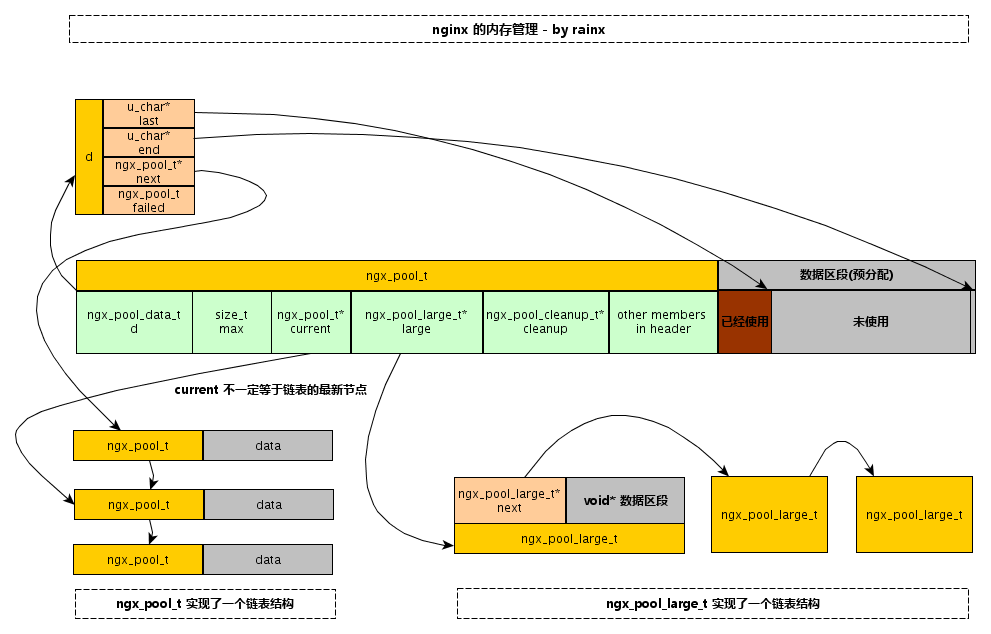 nginx 的内存管理 - by rainx
d
u_char*
last
u_char*
end
ngx_pool_t*
next
ngx_pool_t
failed
ngx_pool_t
数据区段(预分配)
ngx_pool_data_t
d
size_t
max
ngx_pool_t*
current
ngx_pool_large_t*
large
ngx_pool_cleanup_t*
cleanup
other members
in header
已经使用
未使用
current 不一定等于链表的最新节点
ngx_pool_t
data
ngx_pool_t
data
ngx_pool_t
data
ngx_pool_t 实现了一个链表结构
ngx_pool_large_t*
next
void* 数据区段
ngx_pool_large_t
ngx_pool_large_t
ngx_pool_large_t
ngx_pool_large_t 实现了一个链表结构